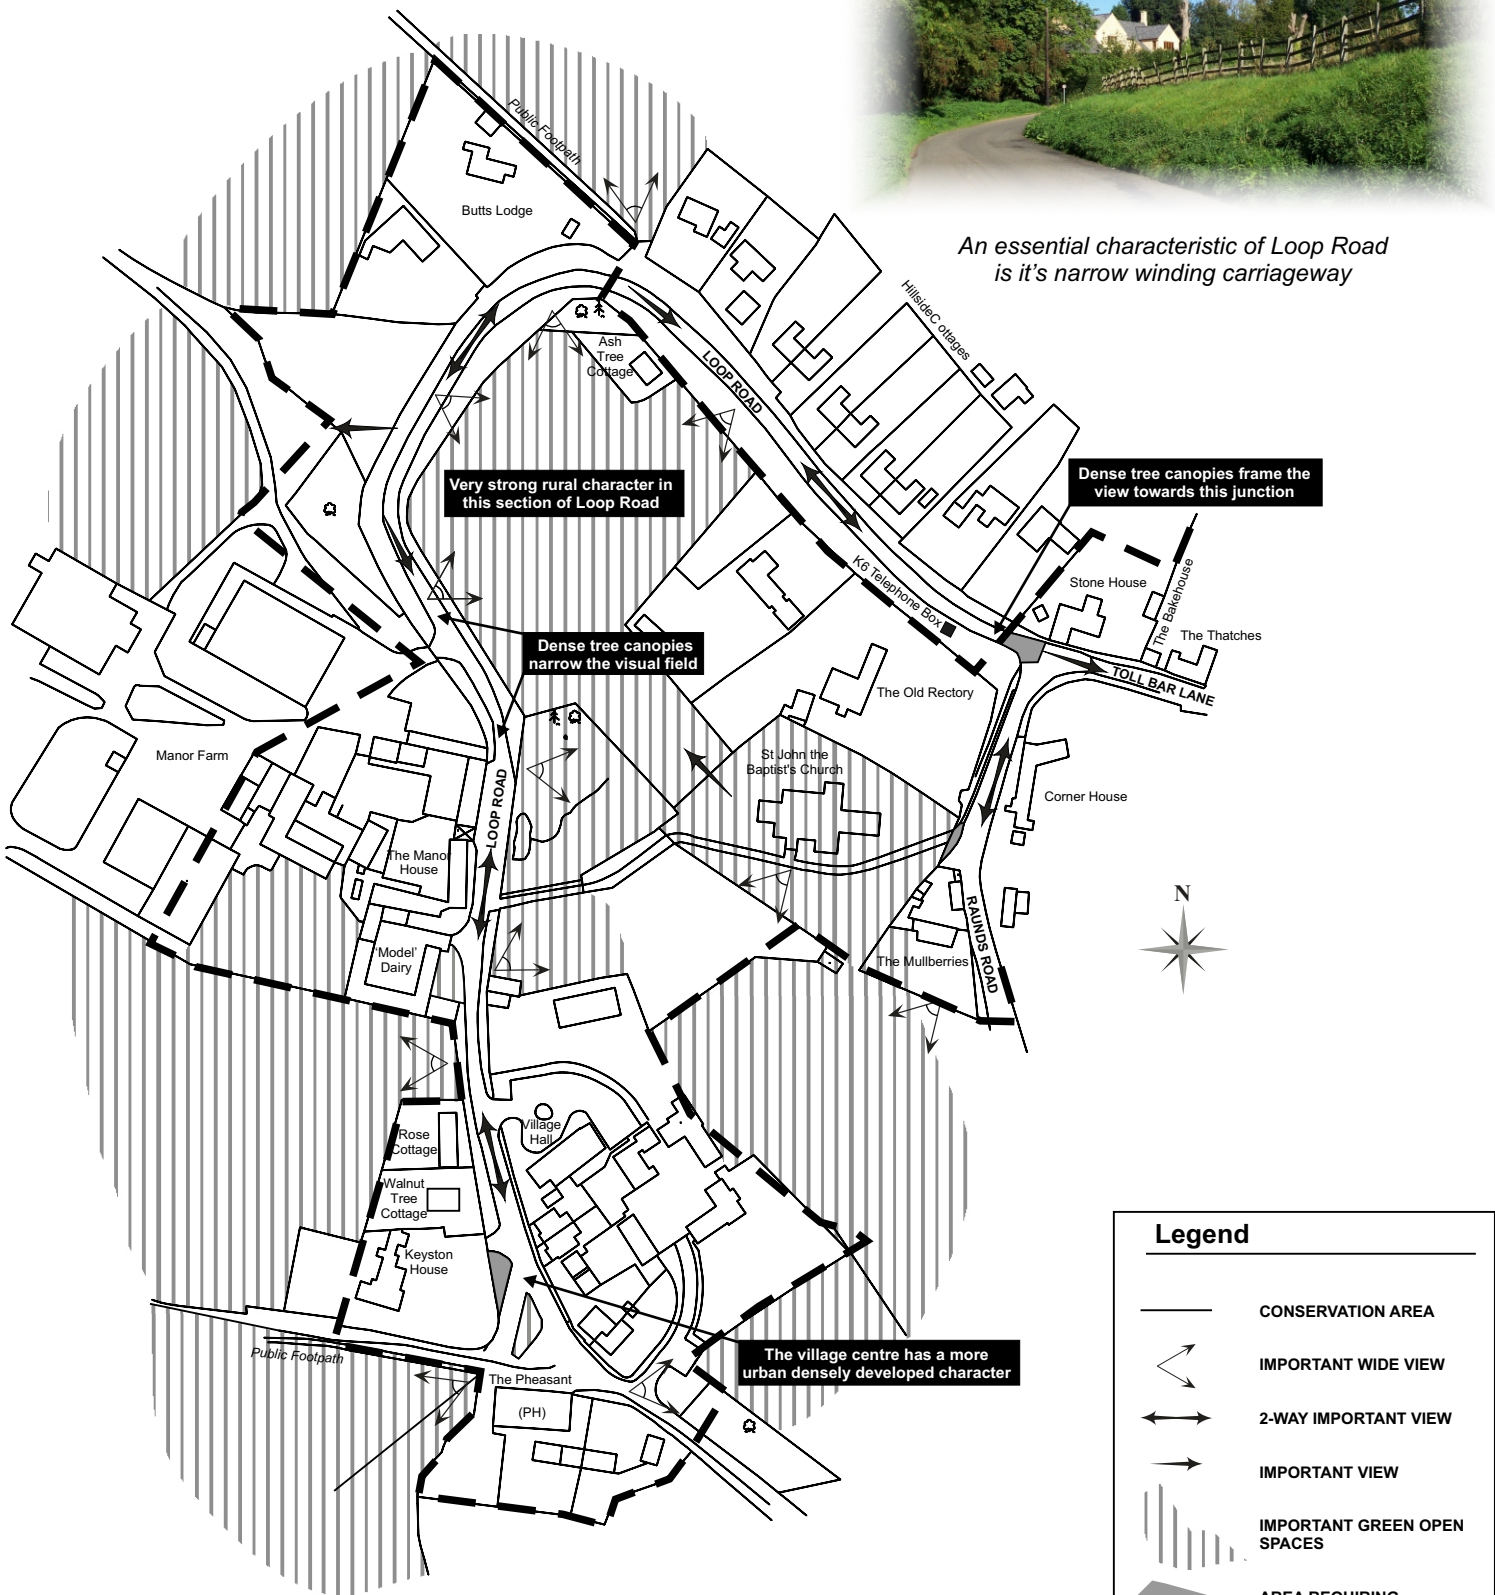 An essential characteristic of Loop Road
is it's narrow winding carriageway
Public Footpath
Butts Lodge
HillsideC ottages
Ash
Tree
Cottage
LOOP ROAD
Very strong rural character in
this section of Loop Road
Dense tree canopies frame the
view towards this junction
K6 Telephone Box
Stone House
The Bakehouse
The Thatches
TOLL BAR LANE
Dense tree canopies
narrow the visual field
The Old Rectory
Manor Farm
St John the
Baptist's Church
Corner House
LOOP ROAD
The Manor
House
RAUNDS ROAD
N
'Model'
Dairy
The Mullberries
Village
Hall
Rose
Cottage
Walnut
Tree
Cottage
Keyston
House
Public Footpath
The village centre has a more
urban densely developed character
The Pheasant
(PH)
Legend
CONSERVATION AREA
IMPORTANT WIDE VIEW
2-WAY IMPORTANT VIEW
IMPORTANT VIEW
IMPORTANT GREEN OPEN
SPACES
AREA REQUIRING